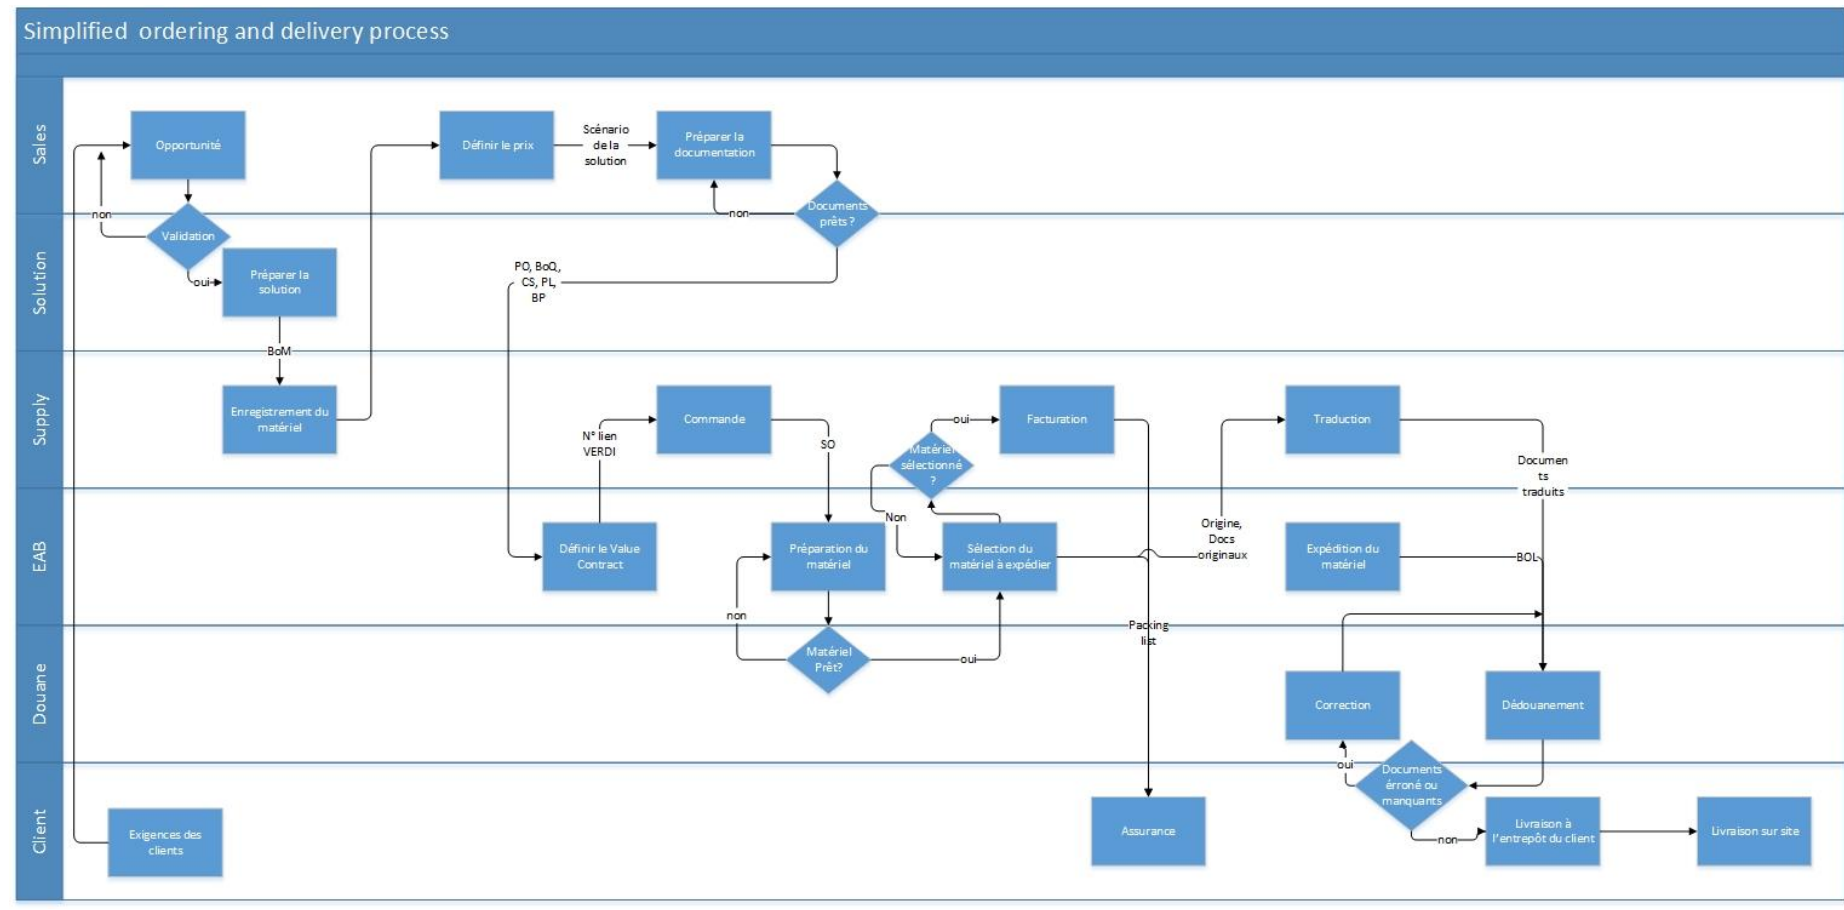 Simplified ordering and delivery process
Sales
Opportunité
Définir le prix
Scénario
de la
solution
Préparer la
documentation
non
Validation
oui
Documents
prêts ?
non
Solution
Préparer la
solution
PO, BoQ,
CS, PL,
BP
BoM
Supply
Enregistrement du
matériel
N° lien
VERDI
Commande
SO
Matériel
sélectionné
?
oui
Facturation
Traduction
Documen
ts
traduits
EAB
Définir le Value
Contract
Préparation du
matériel
Non
Sélection du
matériel à expédier
Origine,
Docs
originaux
Expédition du
matériel
BOL
non
Matériel
Prêt?
oui
Packing
list
Douane
Correction
Dédouanement
oui
Documents
érroné ou
manquants
non
Client
Exigences des
clients
Assurance
Livraison à
l'entrepôt du client
Livraison sur site